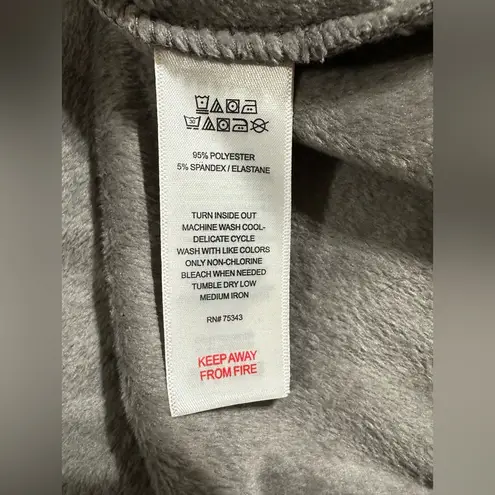 30
95% POLYESTER
5% SPANDEX / ELASTANE
TURN INSIDE OUT
MACHINE WASH COOL-
DELICATE CYCLE
WASH WITH LIKE COLORS
ONLY NON-CHLORINE
BLEACH WHEN NEEDED
TUMBLE DRY LOW
MEDIUM IRON
RN# 75343
KEEP AWAY
FROM FIRE